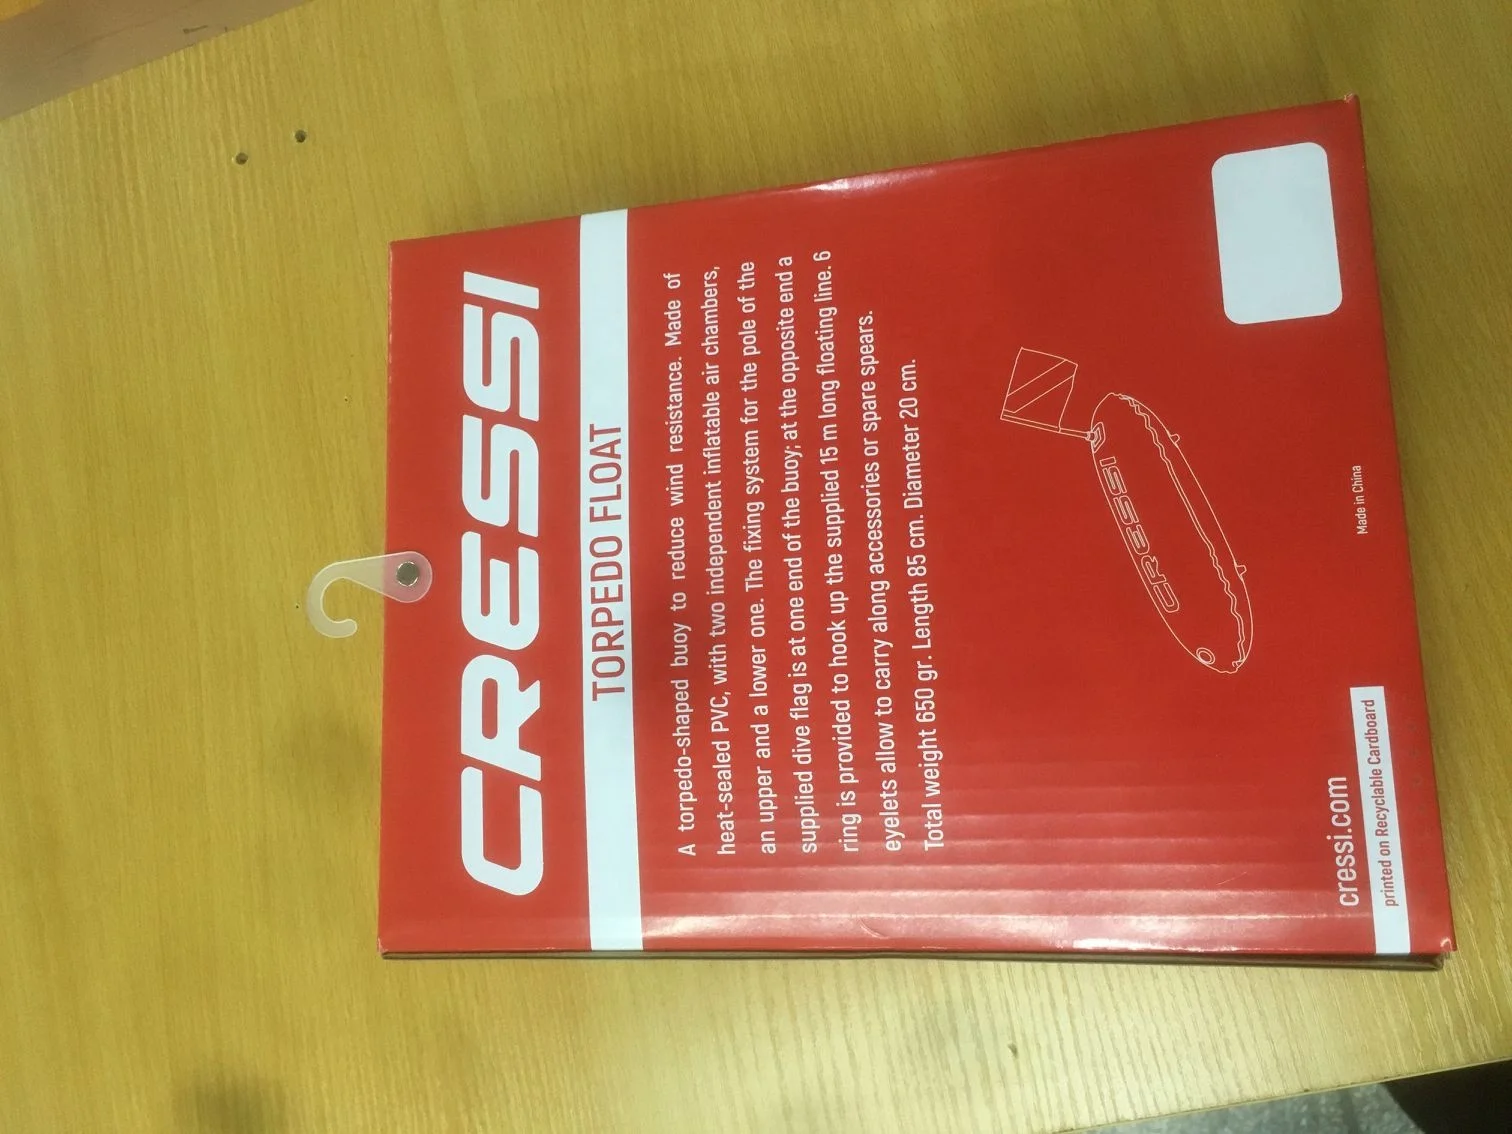 CRESSI
TORPEDO FLOAT
A torpedo-shaped buoy to reduce wind resistance. Made of
heat-sealed PVC, with two independent inflatable air chambers,
an upper and a lower one. The fixing system for the pole of the
supplied dive flag is at one end of the buoy; at the opposite end a
ring is provided to hook up the supplied 15 m long floating line. 6
eyelets allow to carry along accessories or spare spears.
Total weight 650 gr. Length 85 cm. Diameter 20 cm.
CRESSI
Made in China
cressi.com
printed on Recyclable Cardboard